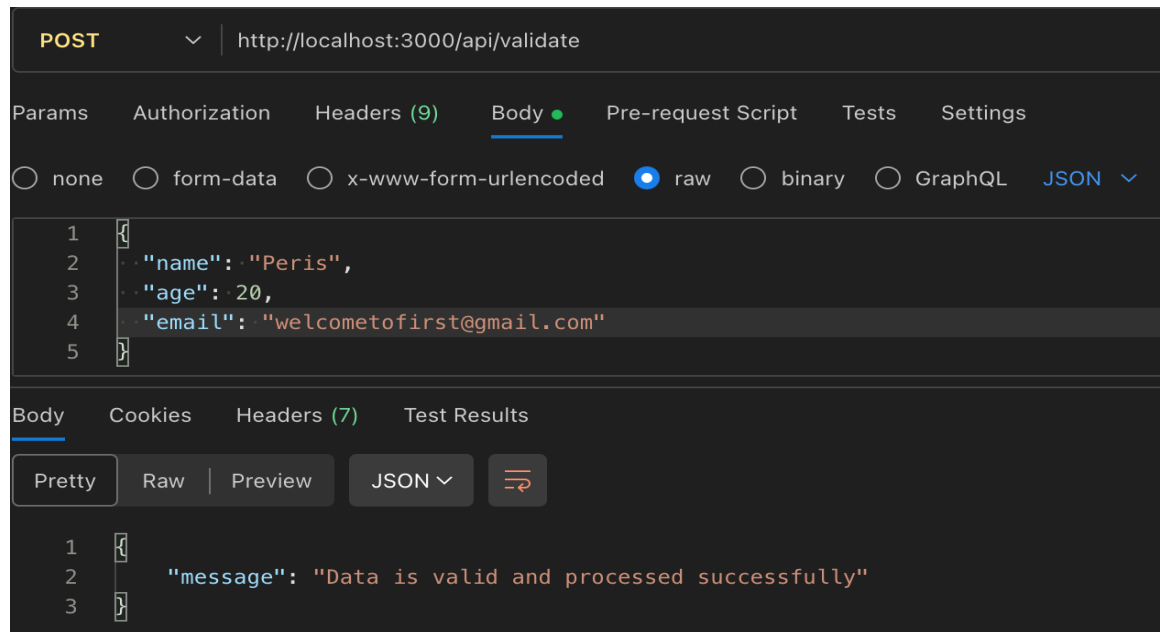 POST http://localhost:3000/api/validate
Params Authorization Headers (9) Body Pre-request Script Tests Settings
none form-data x-www-form-urlencoded raw binary GraphQL JSON
1 {
2 "name": "Peris",
3 "age": 20,
4 "email": "welcometofirst@gmail.com"
5 }
Body Cookies Headers (7) Test Results
Pretty Raw Preview JSON
1 {
2 "message": "Data is valid and processed successfully"
3 }